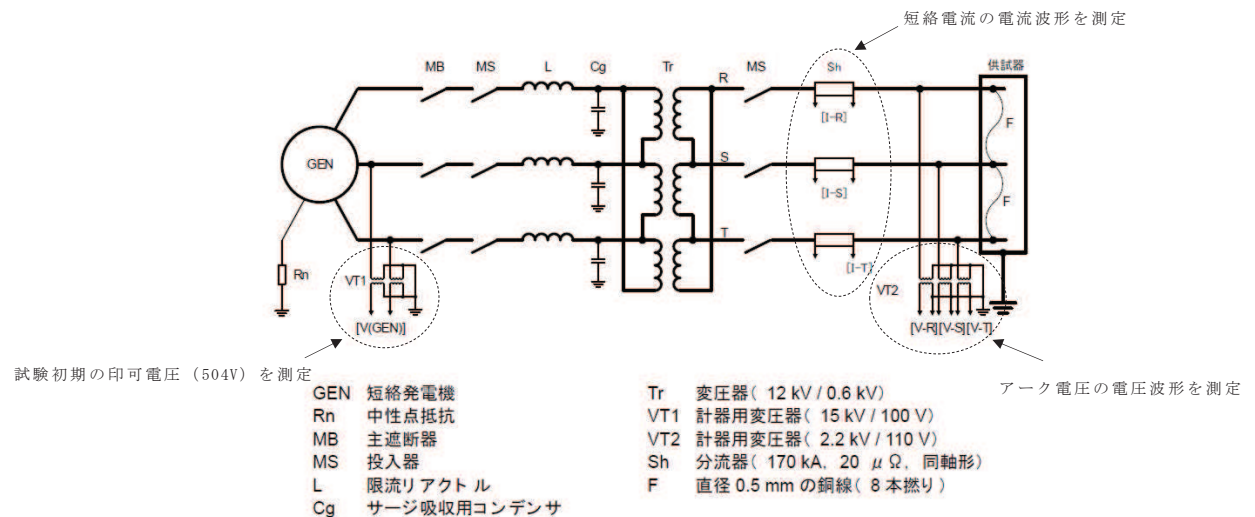 短絡電流の電流波形を測定
MB MS L Cg Tr MS Sh 供試器
R
[I-R]
F
GEN
S
[I-S]
F
T
[I-T]
Rn
VT1
VT2
[V(GEN)]
[V-R][V-S][V-T]
試験初期の印可電圧 (504V) を測定
アーク電圧の電圧波形を測定
GEN 短絡発電機
Rn 中性点抵抗
MB 主遮断器
MS 投入器
L 限流リアクトル
Cg サージ吸収用コンデンサ
Tr 変圧器( 12 kV / 0.6 kV)
VT1 計器用変圧器( 15 kV / 100 V)
VT2 計器用変圧器( 2.2 kV / 110 V)
Sh 分流器( 170 kA, 20 μ Ω, 同軸形)
F 直径 0.5 mm の銅線( 8 本撚り)